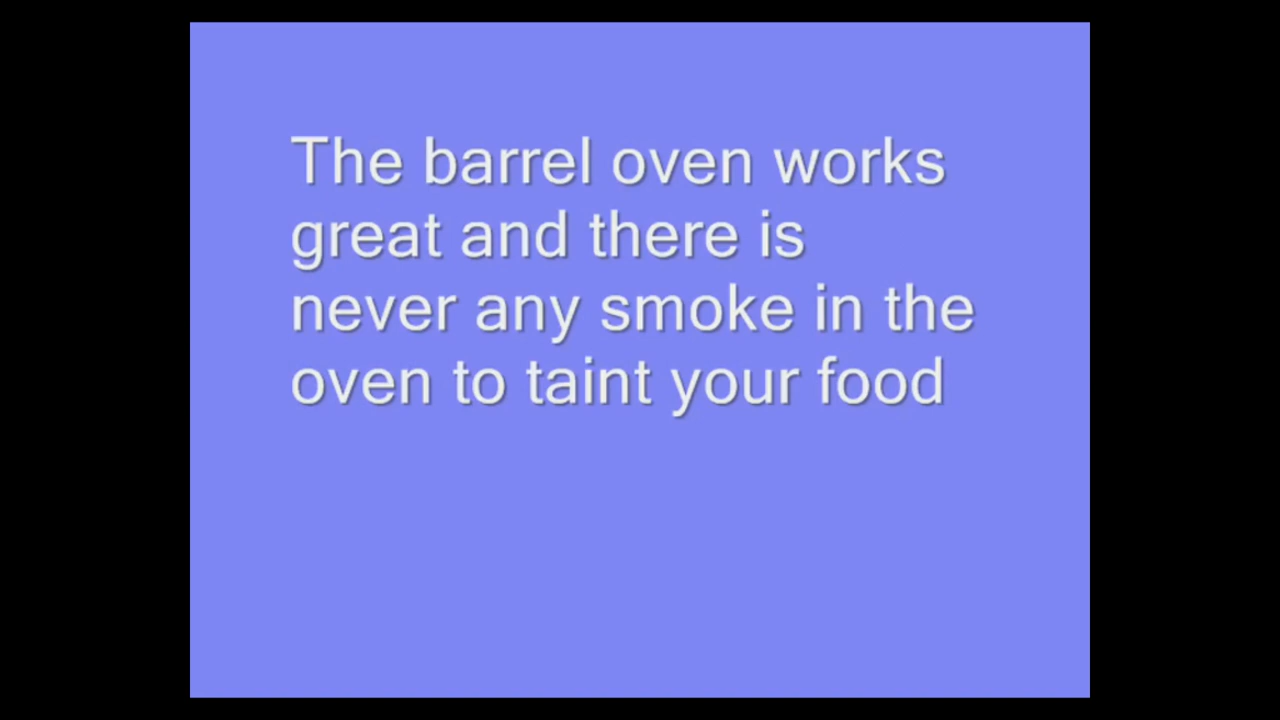 The barrel oven works
great and there is
never any smoke in the
oven to taint your food